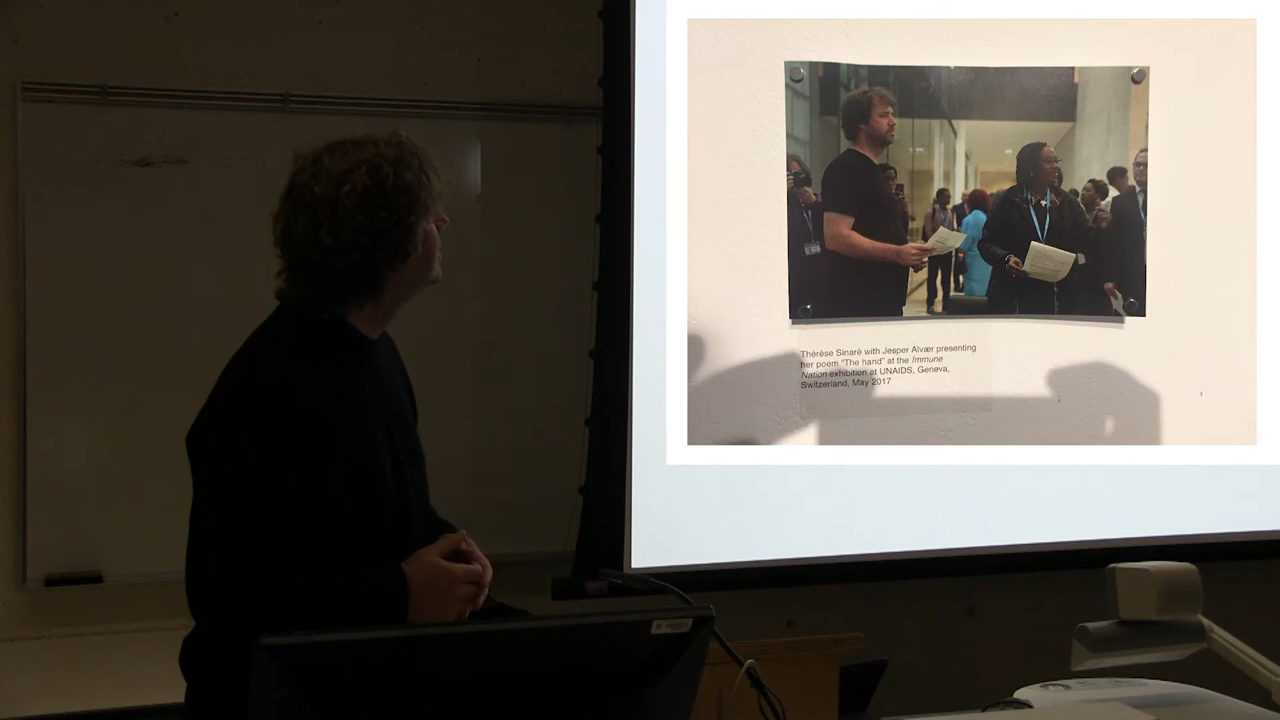 Thérèse Sinaré with Jesper Alvær presenting
her poem “The hand” at the Immune
Nation exhibition at UNAIDS, Geneva,
Switzerland, May 2017